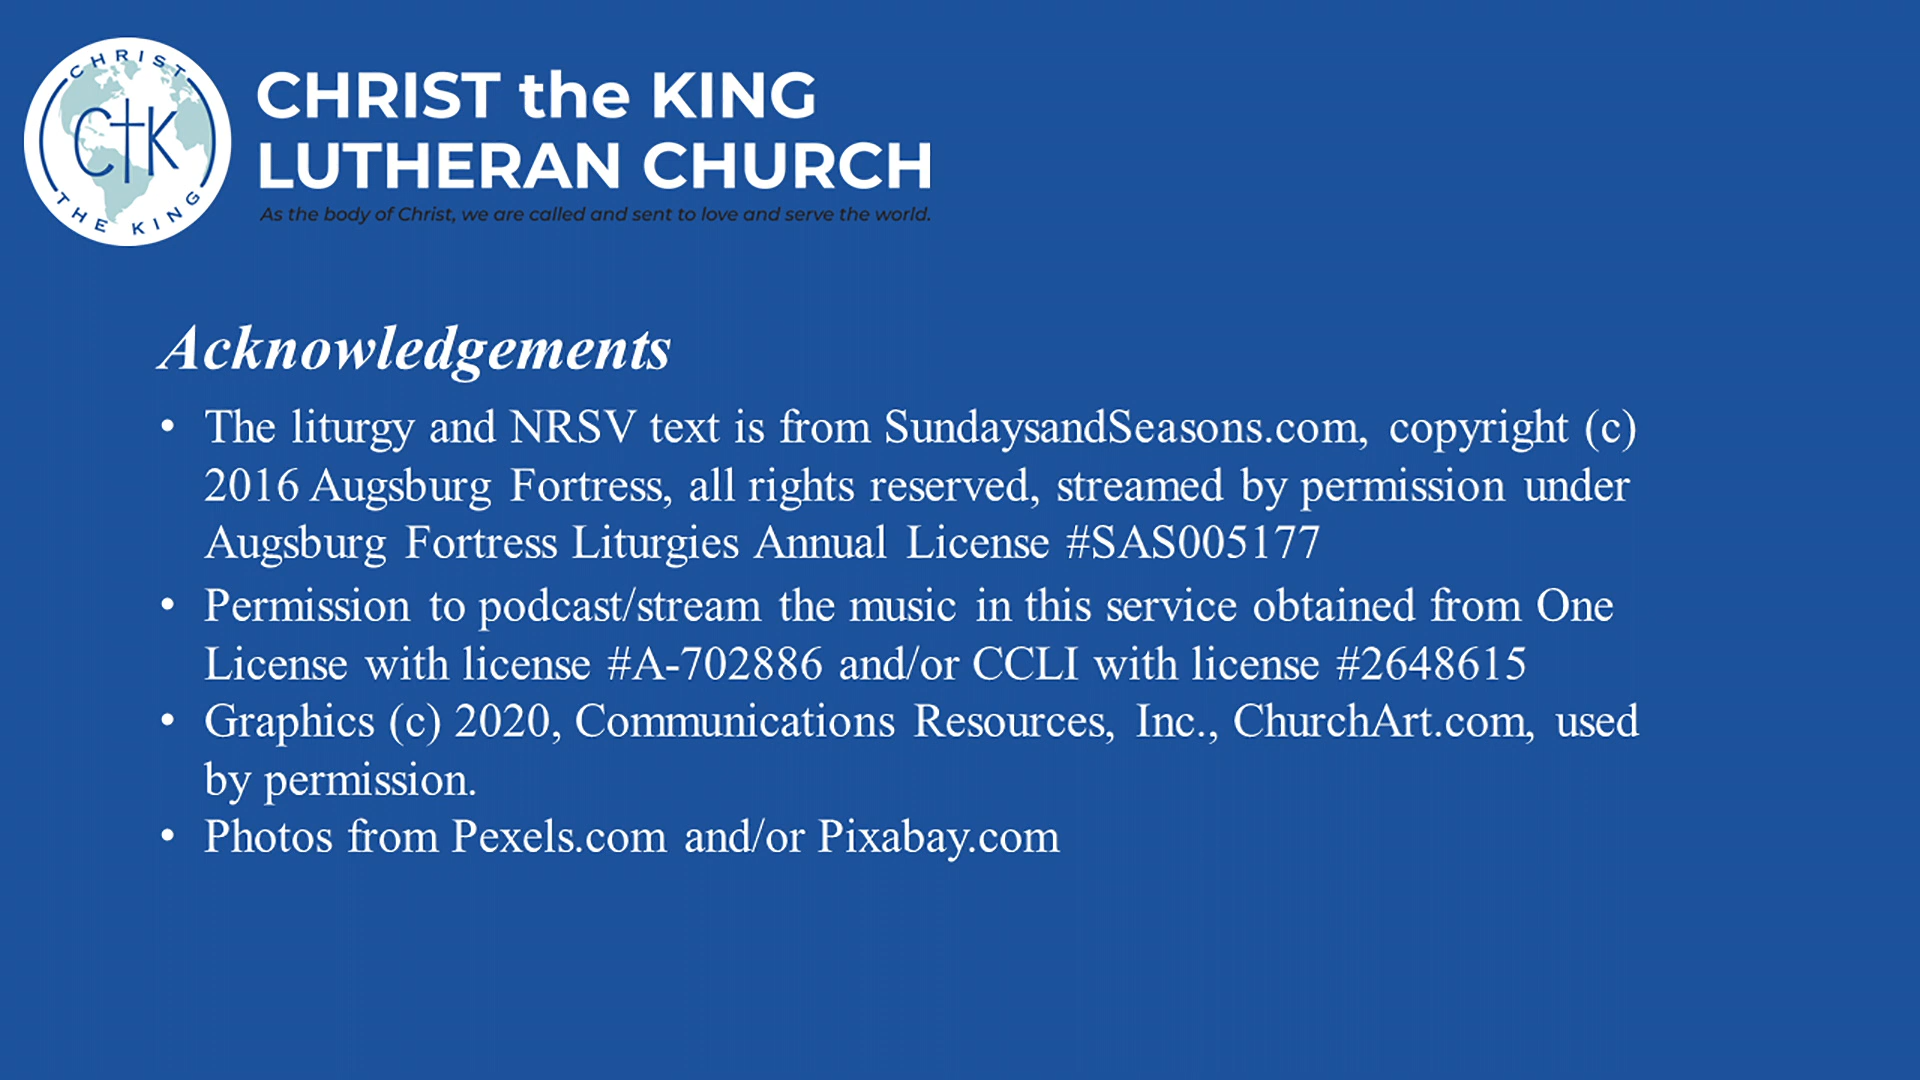 CHRIST
CTK
THE KING
CHRIST the KING
LUTHERAN CHURCH
As the body of Christ, we are called and sent to love and serve the world.
Acknowledgements
• The liturgy and NRSV text is from SundaysandSeasons.com, copyright (c)
2016 Augsburg Fortress, all rights reserved, streamed by permission under
Augsburg Fortress Liturgies Annual License #SAS005177
• Permission to podcast/stream the music in this service obtained from One
License with license #A-702886 and/or CCLI with license #2648615
• Graphics (c) 2020, Communications Resources, Inc., ChurchArt.com, used
by permission.
• Photos from Pexels.com and/or Pixabay.com